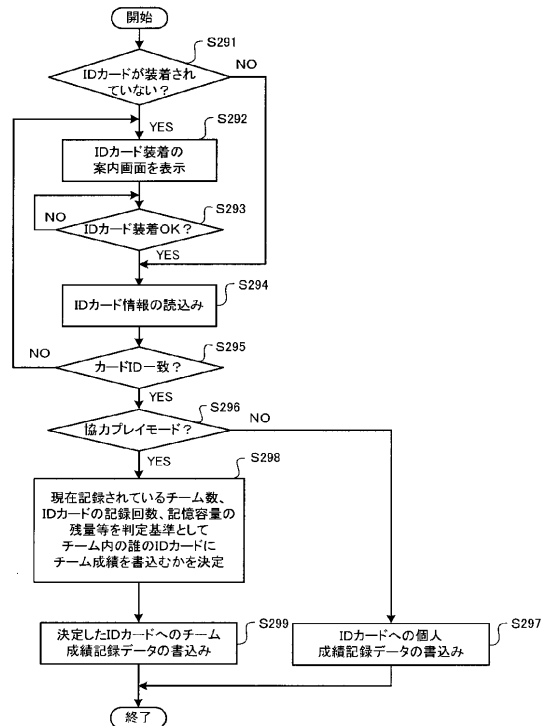 開始
S291
IDカードが装着され
ていない？
NO
YES
S292
IDカード装着の
案内画面を表示
S293
NO
IDカード装着OK？
YES
S294
IDカード情報の読込み
S295
NO
カードID一致？
YES
S296
協力プレイモード？
NO
YES
S298
現在記録されているチーム数、
IDカードの記録回数、記憶容量の
残量等を判定基準として
チーム内の誰のIDカードに
チーム成績を書込むかを決定
S299
決定したIDカードへのチーム
成績記録データの書込み
S297
IDカードへの個人
成績記録データの書込み
終了